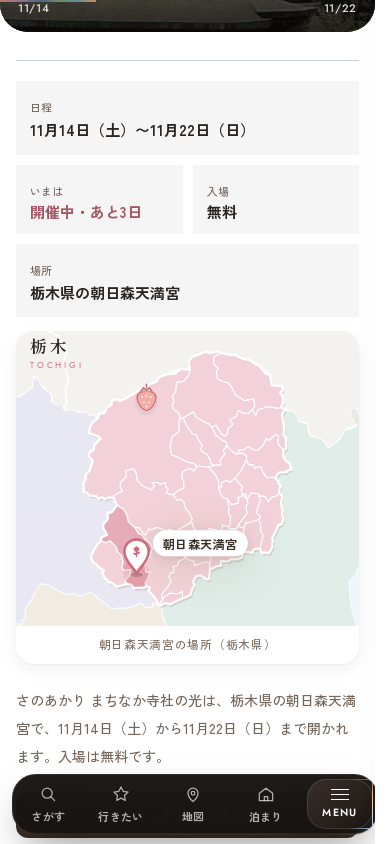 11/14
11/22
日程
11月14日（土）〜11月22日（日）
いまは
開催中・あと3日
入場
無料
場所
栃木県の朝日森天満宮
栃木
TOCHIGI
朝日森天満宮
朝日森天満宮の場所（栃木県）
さのあかり まちなか寺社の光は、栃木県の朝日森天満
宮で、11月14日（土）から11月22日（日）まで開かれ
ます。入場は無料です。
さがす
行きたい
地図
泊まり
MENU